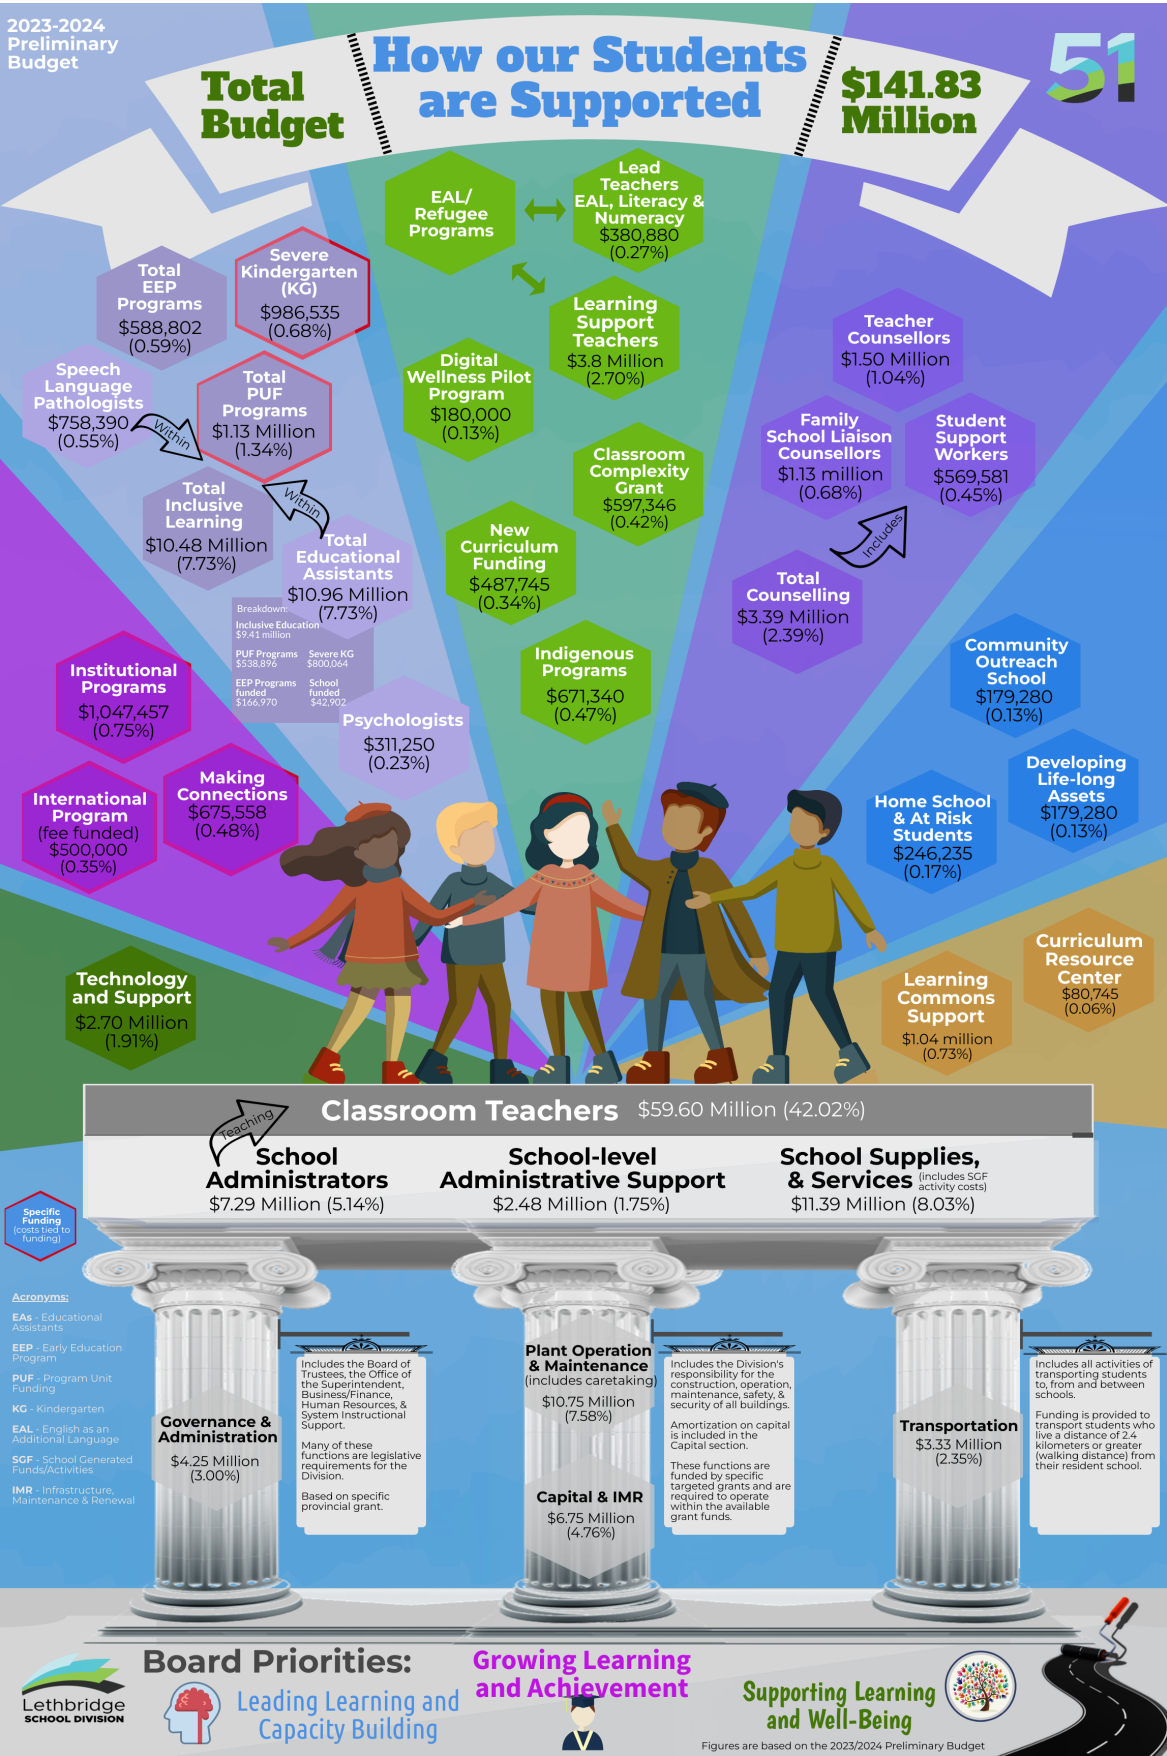 2023-2024
Preliminary
Budget
Total
Budget
How our Students
are Supported
$141.83
Million
51
EAL/
Refugee
Programs
Lead
Teachers
EAL, Literacy &
Numeracy
$380,880
(0.27%)
Total
EEP
Programs
$588,802
(0.59%)
Severe
Kindergarten
(KG)
$986,535
(0.68%)
Learning
Support
Teachers
$3.8 Million
(2.70%)
Teacher
Counsellors
$1.50 Million
(1.04%)
Speech
Language
Pathologists
$758,390
(0.55%)
Within
Total
PUF
Programs
$1.13 Million
(1.34%)
Digital
Wellness Pilot
Program
$180,000
(0.13%)
Family
School Liaison
Counsellors
$1.13 million
(0.68%)
Student
Support
Workers
$569,581
(0.45%)
Classroom
Complexity
Grant
$597,346
(0.42%)
Total
Inclusive
Learning
$10.48 Million
(7.73%)
Within
Total
Educational
Assistants
$10.96 Million
(7.73%)
New
Curriculum
Funding
$487,745
(0.34%)
Includes
Total
Counselling
$3.39 Million
(2.39%)
Breakdown:
Inclusive Education
$9.41 million
PUF Programs
$538,896
Severe KG
$800,064
EEP Programs
funded
$166,970
School
funded
$42,902
Institutional
Programs
$1,047,457
(0.75%)
Indigenous
Programs
$671,340
(0.47%)
Community
Outreach
School
$179,280
(0.13%)
Psychologists
$311,250
(0.23%)
Making
Connections
$675,558
(0.48%)
International
Program
(fee funded)
$500,000
(0.35%)
Developing
Life-long
Assets
$179,280
(0.13%)
Home School
& At Risk
Students
$246,235
(0.17%)
Technology
and Support
$2.70 Million
(1.91%)
Curriculum
Resource
Center
$80,745
(0.06%)
Learning
Commons
Support
$1.04 million
(0.73%)
Teaching
Classroom Teachers $59.60 Million (42.02%)
School
Administrators
$7.29 Million (5.14%)
School-level
Administrative Support
$2.48 Million (1.75%)
School Supplies,
& Services (includes SGF
activity costs)
$11.39 Million (8.03%)
Specific
Funding
(costs tied to
funding)
Acronyms:
EAs - Educational
Assistants
EEP - Early Education
Program
PUF - Program Unit
Funding
KG - Kindergarten
EAL - English as an
Additional Language
SGF - School Generated
Funds/Activities
IMR - Infrastructure,
Maintenance & Renewal
Governance &
Administration
$4.25 Million
(3.00%)
Includes the Board of
Trustees, the Office of
the Superintendent,
Business/Finance,
Human Resources, &
System Instructional
Support.
Many of these
functions are legislative
requirements for the
Division.
Based on specific
provincial grant.
Plant Operation
& Maintenance
(includes caretaking)
$10.75 Million
(7.58%)
Capital & IMR
$6.75 Million
(4.76%)
Includes the Division's
responsibility for the
construction, operation,
maintenance, safety, &
security of all buildings.
Amortization on capital
is included in the
Capital section.
These functions are
funded by specific
targeted grants and are
required to operate
within the available
grant funds.
Transportation
$3.33 Million
(2.35%)
Includes all activities of
transporting students
to, from and between
schools.
Funding is provided to
transport students who
live a distance of 2.4
kilometers or greater
(walking distance) from
their resident school.
Lethbridge
SCHOOL DIVISION
Board Priorities:
Leading Learning and
Capacity Building
Growing Learning
and Achievement
Supporting Learning
and Well-Being
Figures are based on the 2023/2024 Preliminary Budget